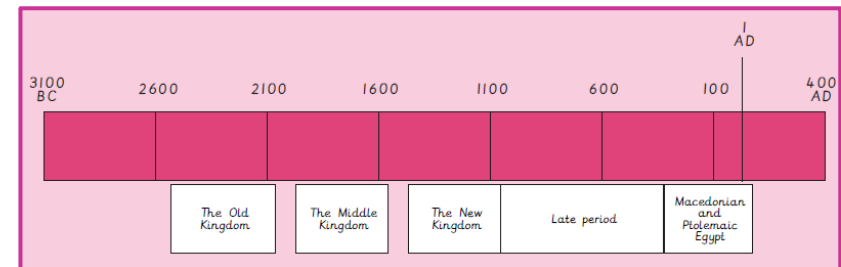 1
AD
3100
BC
2600
2100
1600
1100
600
100
400
AD
The Old
Kingdom
The Middle
Kingdom
The New
Kingdom
Late period
Macedonian
and
Ptolemaic
Egypt